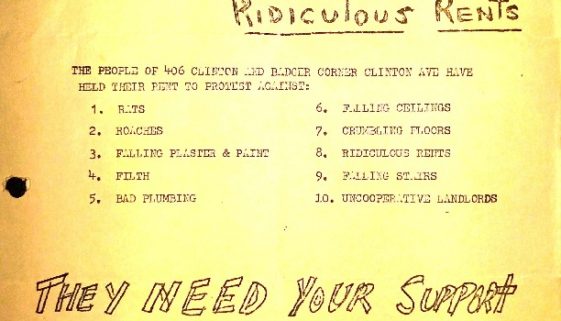 RIDICULOUS RENTS
THE PEOPLE OF 406 CLINTON AND BADGER CORNER CLINTON AVE HAVE
HELD THEIR RENT TO PROTEST AGAINST:
1. RATS
2. ROACHES
3. FALLING PLASTER & PAINT
4. FILTH
5. BAD PLUMBING
6. FALLING CEILINGS
7. CRUMBLING FLOORS
8. RIDICULOUS RENTS
9. FALLING STAIRS
10. UNCOOPERATIVE LANDLORDS
THEY NEED YOUR SUPPORT